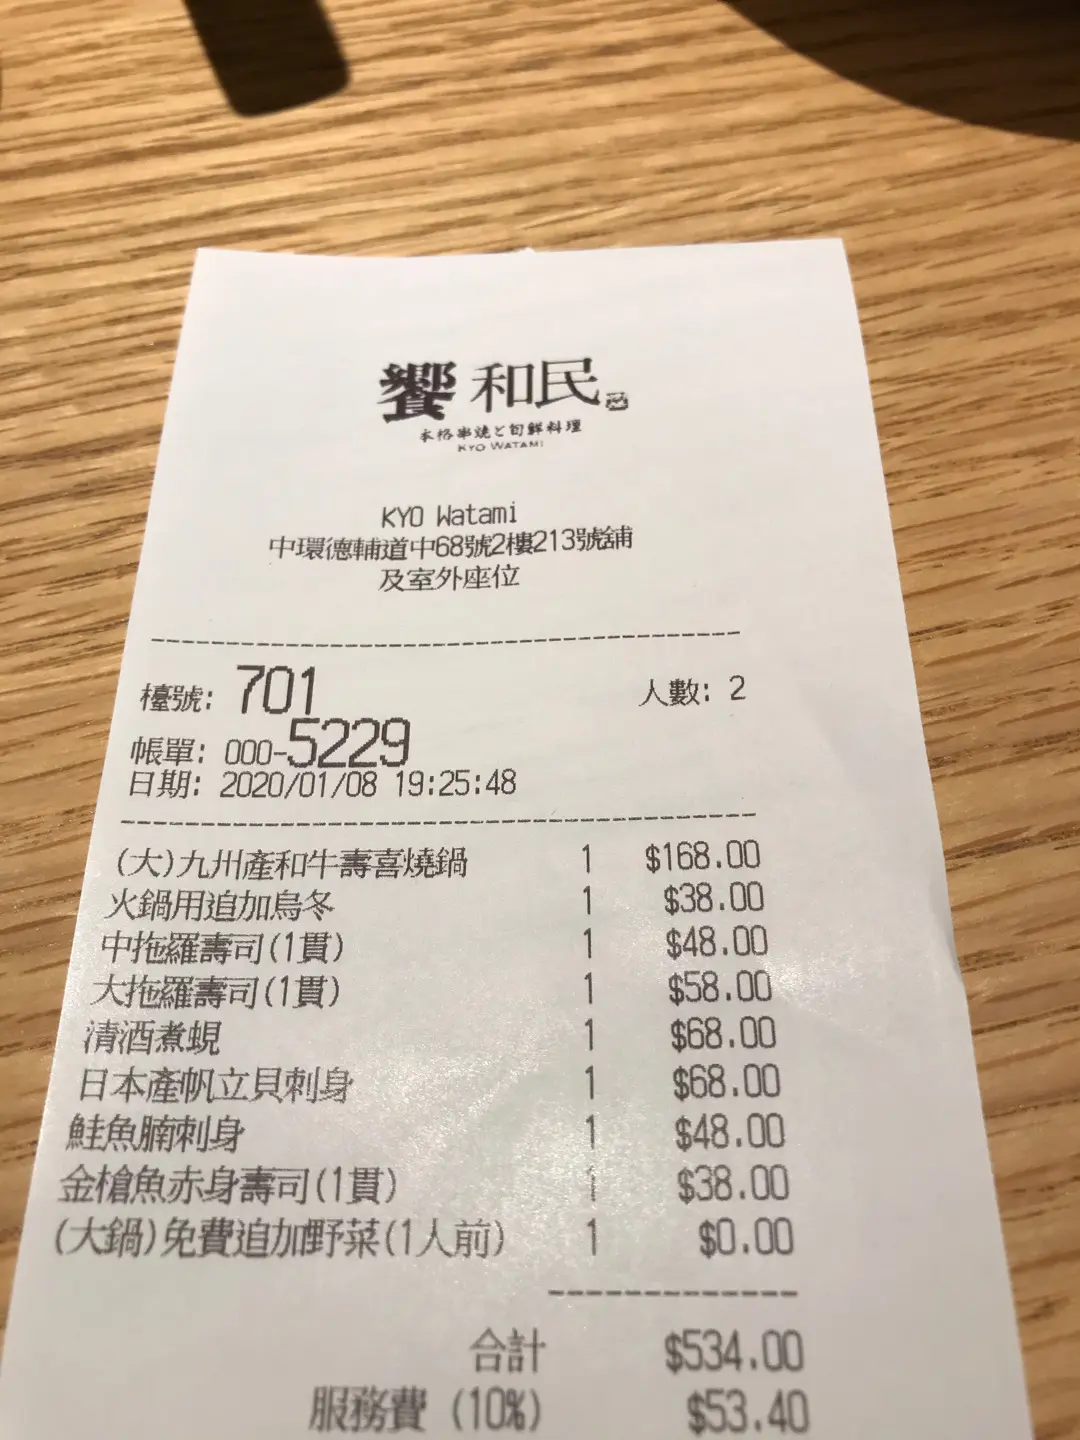 饗 和民
本格串燒と旬鮮料理
KYO WATAMI
KYO Watami
中環德輔道中68號2樓213號舖
及室外座位
檯號: 701 人數: 2
帳單: 000-5229
日期: 2020/01/08 19:25:48
(大)九州產和牛壽喜燒鍋 1 $168.00
火鍋用追加烏冬 1 $38.00
中拖羅壽司(1貫) 1 $48.00
大拖羅壽司(1貫) 1 $58.00
清酒煮蜆 1 $68.00
日本產帆立貝刺身 1 $68.00
鮭魚腩刺身 1 $48.00
金槍魚赤身壽司(1貫) 1 $38.00
(大鍋)免費追加野菜(1人前) 1 $0.00
合計 $534.00
服務費 (10%) $53.40